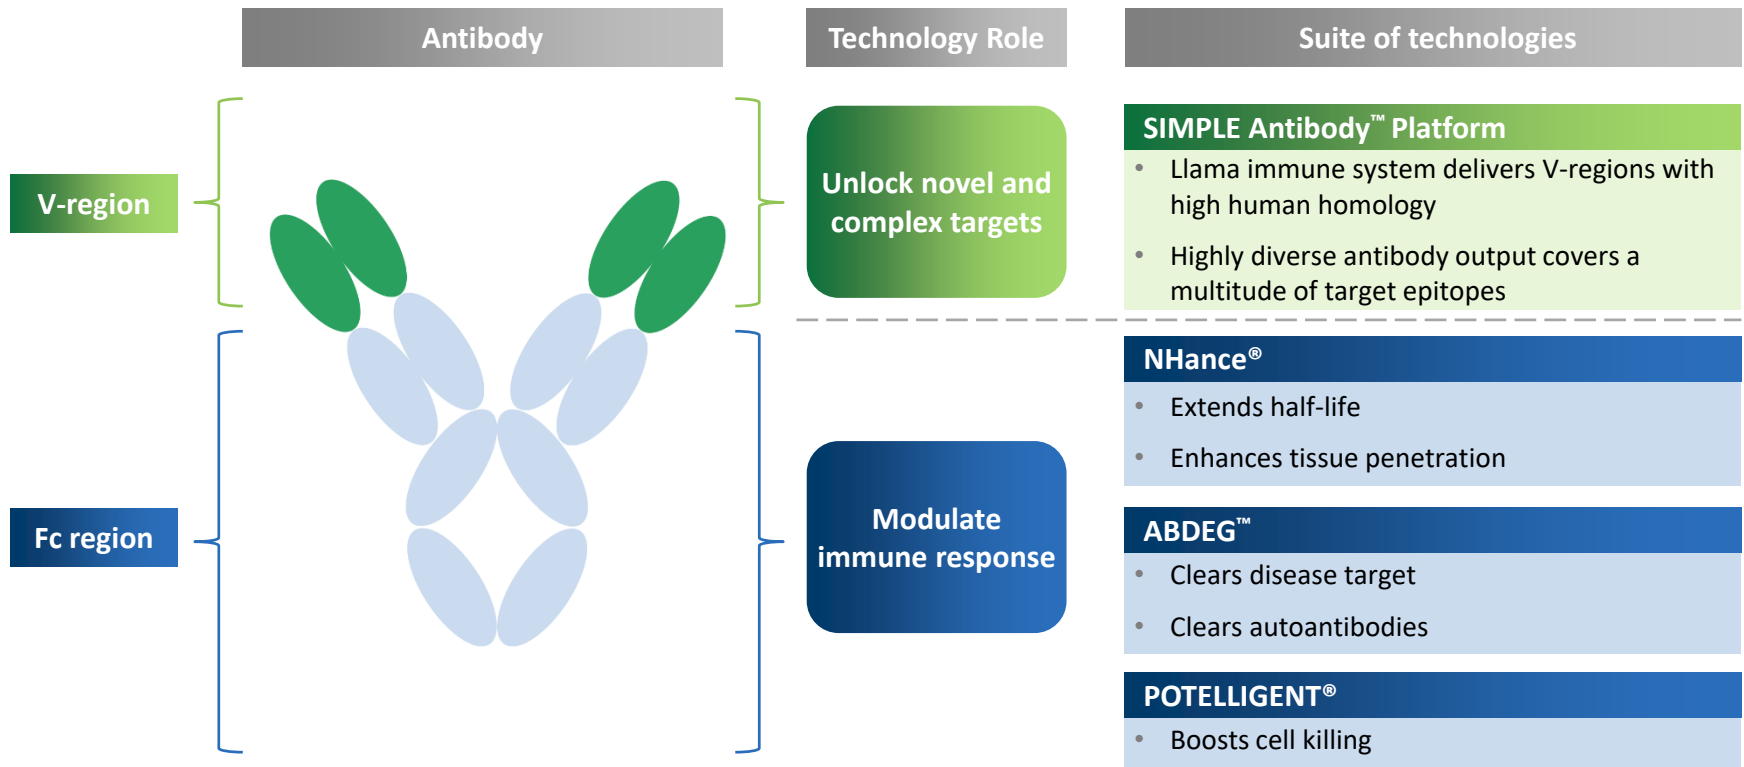 Antibody
Technology Role
Suite of technologies
V-region
Unlock novel and
complex targets
SIMPLE Antibody™ Platform
• Llama immune system delivers V-regions with
high human homology
• Highly diverse antibody output covers a
multitude of target epitopes
Fc region
Modulate
immune response
NHance®
• Extends half-life
• Enhances tissue penetration
ABDEG™
• Clears disease target
• Clears autoantibodies
POTELLIGENT®
• Boosts cell killing